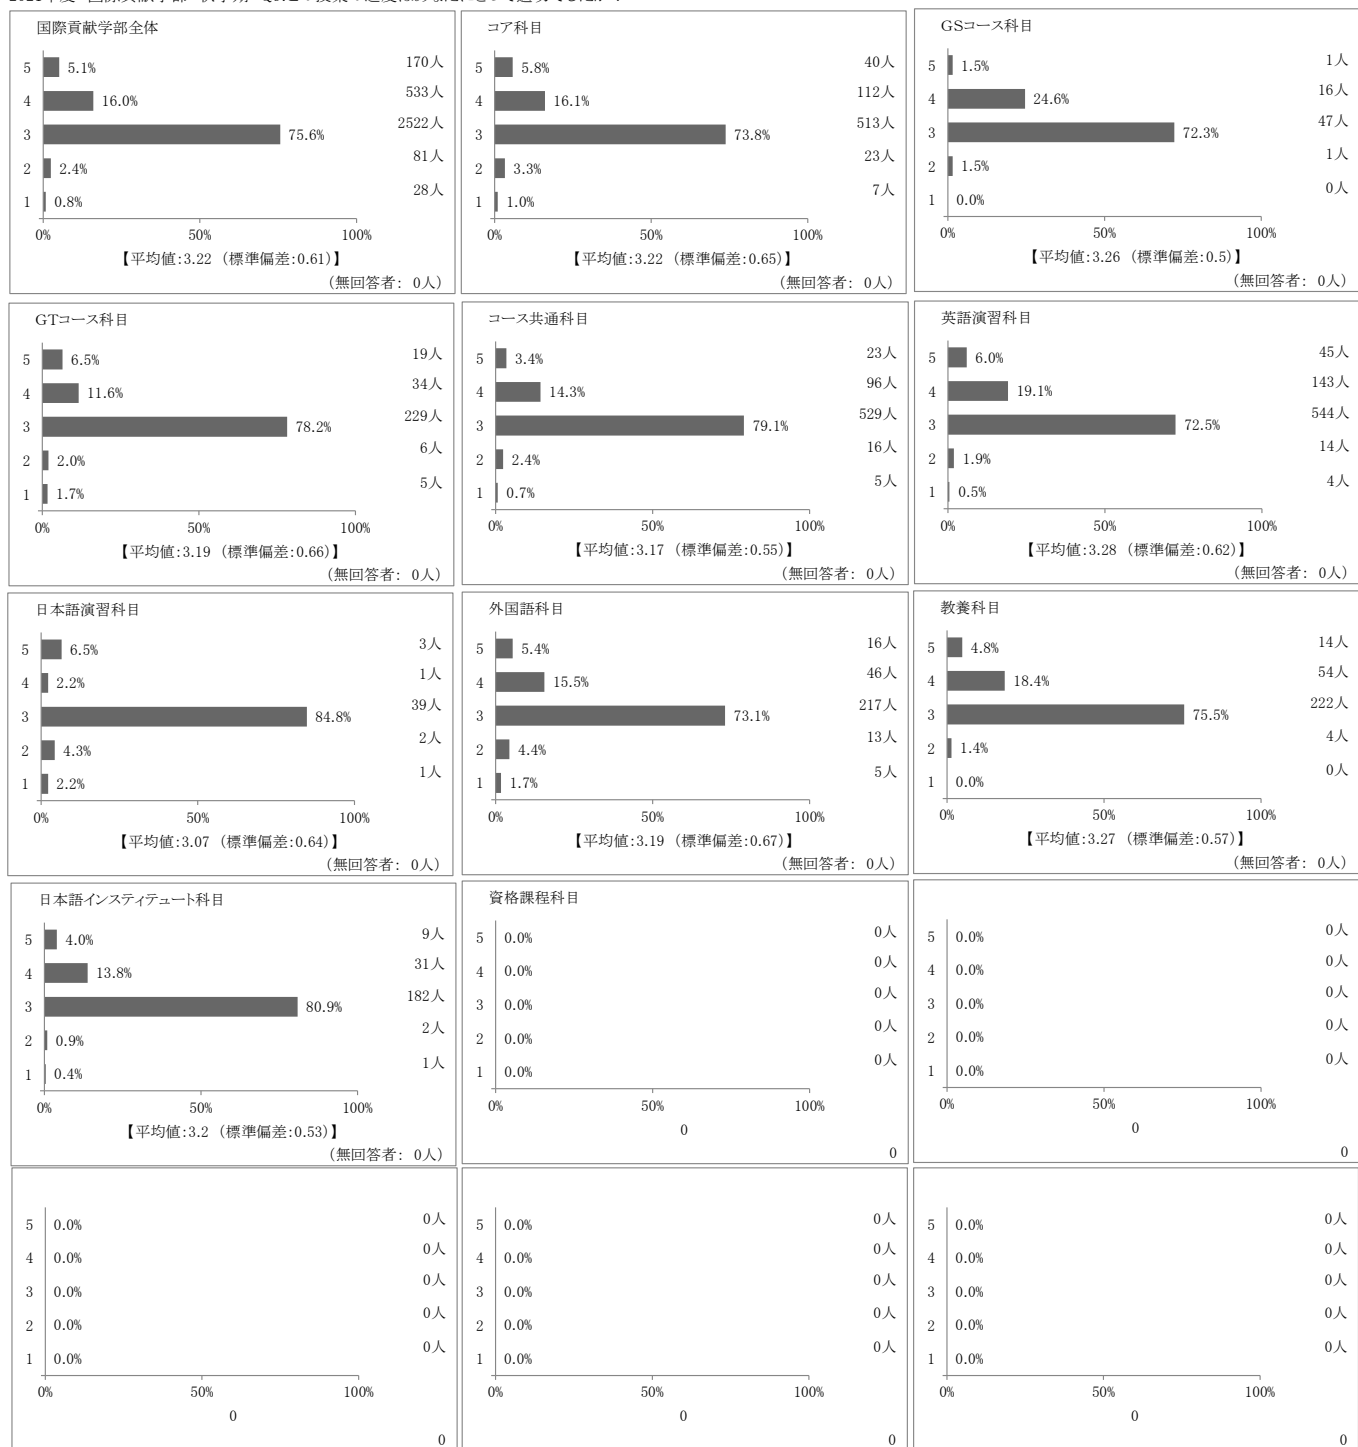 国際貢献学部全体
5 5.1% 170人
4 16.0% 533人
3 75.6% 2522人
2 2.4% 81人
1 0.8% 28人
0% 50% 100%
【平均値:3.22 (標準偏差:0.61)】
(無回答者: 0人)
コア科目
5 5.8% 40人
4 16.1% 112人
3 73.8% 513人
2 3.3% 23人
1 1.0% 7人
0% 50% 100%
【平均値:3.22 (標準偏差:0.65)】
(無回答者: 0人)
GSコース科目
5 1.5% 1人
4 24.6% 16人
3 72.3% 47人
2 1.5% 1人
1 0.0% 0人
0% 50% 100%
【平均値:3.26 (標準偏差:0.5)】
(無回答者: 0人)
GTコース科目
5 6.5% 19人
4 11.6% 34人
3 78.2% 229人
2 2.0% 6人
1 1.7% 5人
0% 50% 100%
【平均値:3.19 (標準偏差:0.66)】
(無回答者: 0人)
コース共通科目
5 3.4% 23人
4 14.3% 96人
3 79.1% 529人
2 2.4% 16人
1 0.7% 5人
0% 50% 100%
【平均値:3.17 (標準偏差:0.55)】
(無回答者: 0人)
英語演習科目
5 6.0% 45人
4 19.1% 143人
3 72.5% 544人
2 1.9% 14人
1 0.5% 4人
0% 50% 100%
【平均値:3.28 (標準偏差:0.62)】
(無回答者: 0人)
日本語演習科目
5 6.5% 3人
4 2.2% 1人
3 84.8% 39人
2 4.3% 2人
1 2.2% 1人
0% 50% 100%
【平均値:3.07 (標準偏差:0.64)】
(無回答者: 0人)
外国語科目
5 5.4% 16人
4 15.5% 46人
3 73.1% 217人
2 4.4% 13人
1 1.7% 5人
0% 50% 100%
【平均値:3.19 (標準偏差:0.67)】
(無回答者: 0人)
教養科目
5 4.8% 14人
4 18.4% 54人
3 75.5% 222人
2 1.4% 4人
1 0.0% 0人
0% 50% 100%
【平均値:3.27 (標準偏差:0.57)】
(無回答者: 0人)
日本語インスティテュート科目
5 4.0% 9人
4 13.8% 31人
3 80.9% 182人
2 0.9% 2人
1 0.4% 1人
0% 50% 100%
【平均値:3.2 (標準偏差:0.53)】
(無回答者: 0人)
資格課程科目
5 0.0% 0人
4 0.0% 0人
3 0.0% 0人
2 0.0% 0人
1 0.0% 0人
0% 50% 100%
0
0
5 0.0% 0人
4 0.0% 0人
3 0.0% 0人
2 0.0% 0人
1 0.0% 0人
0% 50% 100%
0
0
5 0.0% 0人
4 0.0% 0人
3 0.0% 0人
2 0.0% 0人
1 0.0% 0人
0% 50% 100%
0
0
5 0.0% 0人
4 0.0% 0人
3 0.0% 0人
2 0.0% 0人
1 0.0% 0人
0% 50% 100%
0
0
5 0.0% 0人
4 0.0% 0人
3 0.0% 0人
2 0.0% 0人
1 0.0% 0人
0% 50% 100%
0
0